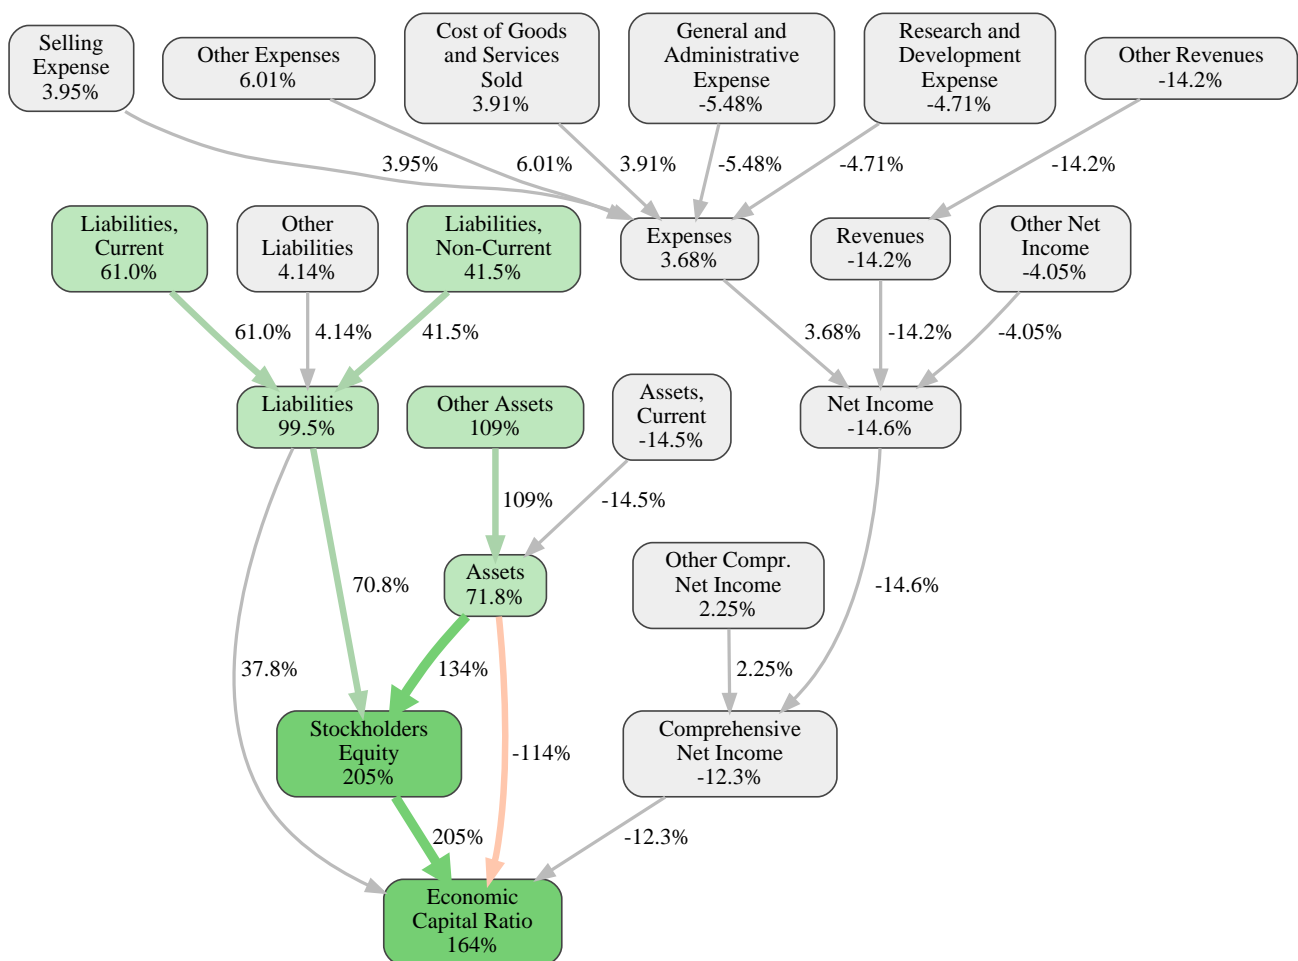 Selling
Expense
3.95%
Other Expenses
6.01%
Cost of Goods
and Services
Sold
3.91%
General and
Administrative
Expense
-5.48%
Research and
Development
Expense
-4.71%
Other Revenues
-14.2%
3.95%
6.01%
3.91%
-5.48%
-4.71%
-14.2%
Liabilities,
Current
61.0%
Other
Liabilities
4.14%
Liabilities,
Non-Current
41.5%
Expenses
3.68%
Revenues
-14.2%
Other Net
Income
-4.05%
61.0%
4.14%
41.5%
3.68%
-14.2%
-4.05%
Liabilities
99.5%
Other Assets
109%
Assets,
Current
-14.5%
Net Income
-14.6%
109%
-14.5%
Assets
71.8%
Other Compr.
Net Income
2.25%
70.8%
-14.6%
37.8%
134%
2.25%
Stockholders
Equity
205%
-114%
Comprehensive
Net Income
-12.3%
205%
-12.3%
Economic
Capital Ratio
164%